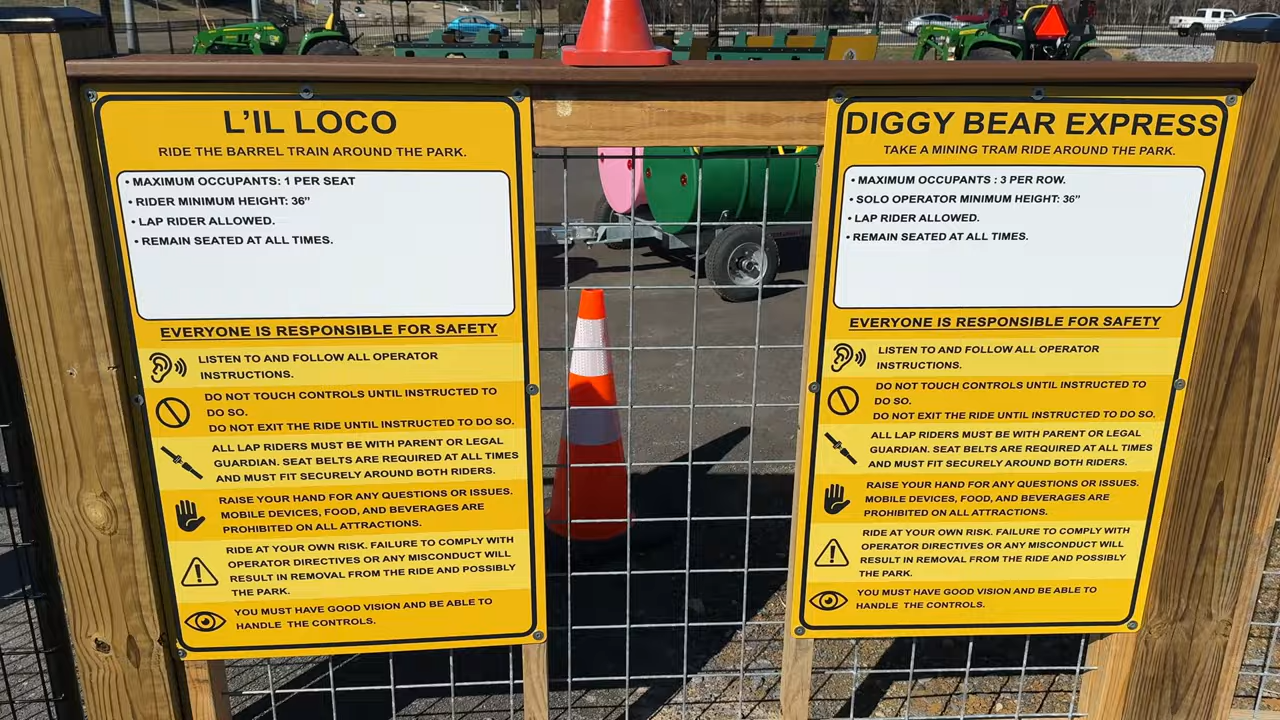 L'IL LOCO
RIDE THE BARREL TRAIN AROUND THE PARK.
• MAXIMUM OCCUPANTS: 1 PER SEAT
• RIDER MINIMUM HEIGHT: 36"
• LAP RIDER ALLOWED.
• REMAIN SEATED AT ALL TIMES.
EVERYONE IS RESPONSIBLE FOR SAFETY
LISTEN TO AND FOLLOW ALL OPERATOR
INSTRUCTIONS.
DO NOT TOUCH CONTROLS UNTIL INSTRUCTED TO
DO SO.
DO NOT EXIT THE RIDE UNTIL INSTRUCTED TO DO SO.
ALL LAP RIDERS MUST BE WITH PARENT OR LEGAL
GUARDIAN. SEAT BELTS ARE REQUIRED AT ALL TIMES
AND MUST FIT SECURELY AROUND BOTH RIDERS.
RAISE YOUR HAND FOR ANY QUESTIONS OR ISSUES.
MOBILE DEVICES, FOOD, AND BEVERAGES ARE
PROHIBITED ON ALL ATTRACTIONS.
RIDE AT YOUR OWN RISK. FAILURE TO COMPLY WITH
OPERATOR DIRECTIVES OR ANY MISCONDUCT WILL
RESULT IN REMOVAL FROM THE RIDE AND POSSIBLY
THE PARK.
YOU MUST HAVE GOOD VISION AND BE ABLE TO
HANDLE THE CONTROLS.
DIGGY BEAR EXPRESS
TAKE A MINING TRAM RIDE AROUND THE PARK.
• MAXIMUM OCCUPANTS : 3 PER ROW.
• SOLO OPERATOR MINIMUM HEIGHT: 36"
• LAP RIDER ALLOWED.
• REMAIN SEATED AT ALL TIMES.
EVERYONE IS RESPONSIBLE FOR SAFETY
LISTEN TO AND FOLLOW ALL OPERATOR
INSTRUCTIONS.
DO NOT TOUCH CONTROLS UNTIL INSTRUCTED TO
DO SO.
DO NOT EXIT THE RIDE UNTIL INSTRUCTED TO DO SO.
ALL LAP RIDERS MUST BE WITH PARENT OR LEGAL
GUARDIAN. SEAT BELTS ARE REQUIRED AT ALL TIMES
AND MUST FIT SECURELY AROUND BOTH RIDERS.
RAISE YOUR HAND FOR ANY QUESTIONS OR ISSUES.
MOBILE DEVICES, FOOD, AND BEVERAGES ARE
PROHIBITED ON ALL ATTRACTIONS.
RIDE AT YOUR OWN RISK. FAILURE TO COMPLY WITH
OPERATOR DIRECTIVES OR ANY MISCONDUCT WILL
RESULT IN REMOVAL FROM THE RIDE AND POSSIBLY
THE PARK.
YOU MUST HAVE GOOD VISION AND BE ABLE TO
HANDLE THE CONTROLS.